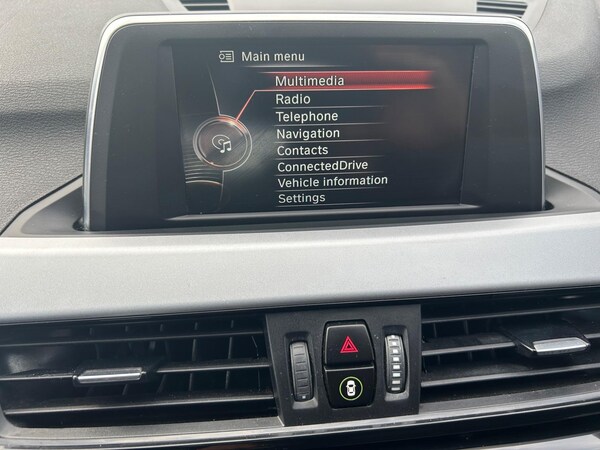 Main menu
Multimedia
Radio
Telephone
Navigation
Contacts
ConnectedDrive
Vehicle information
Settings